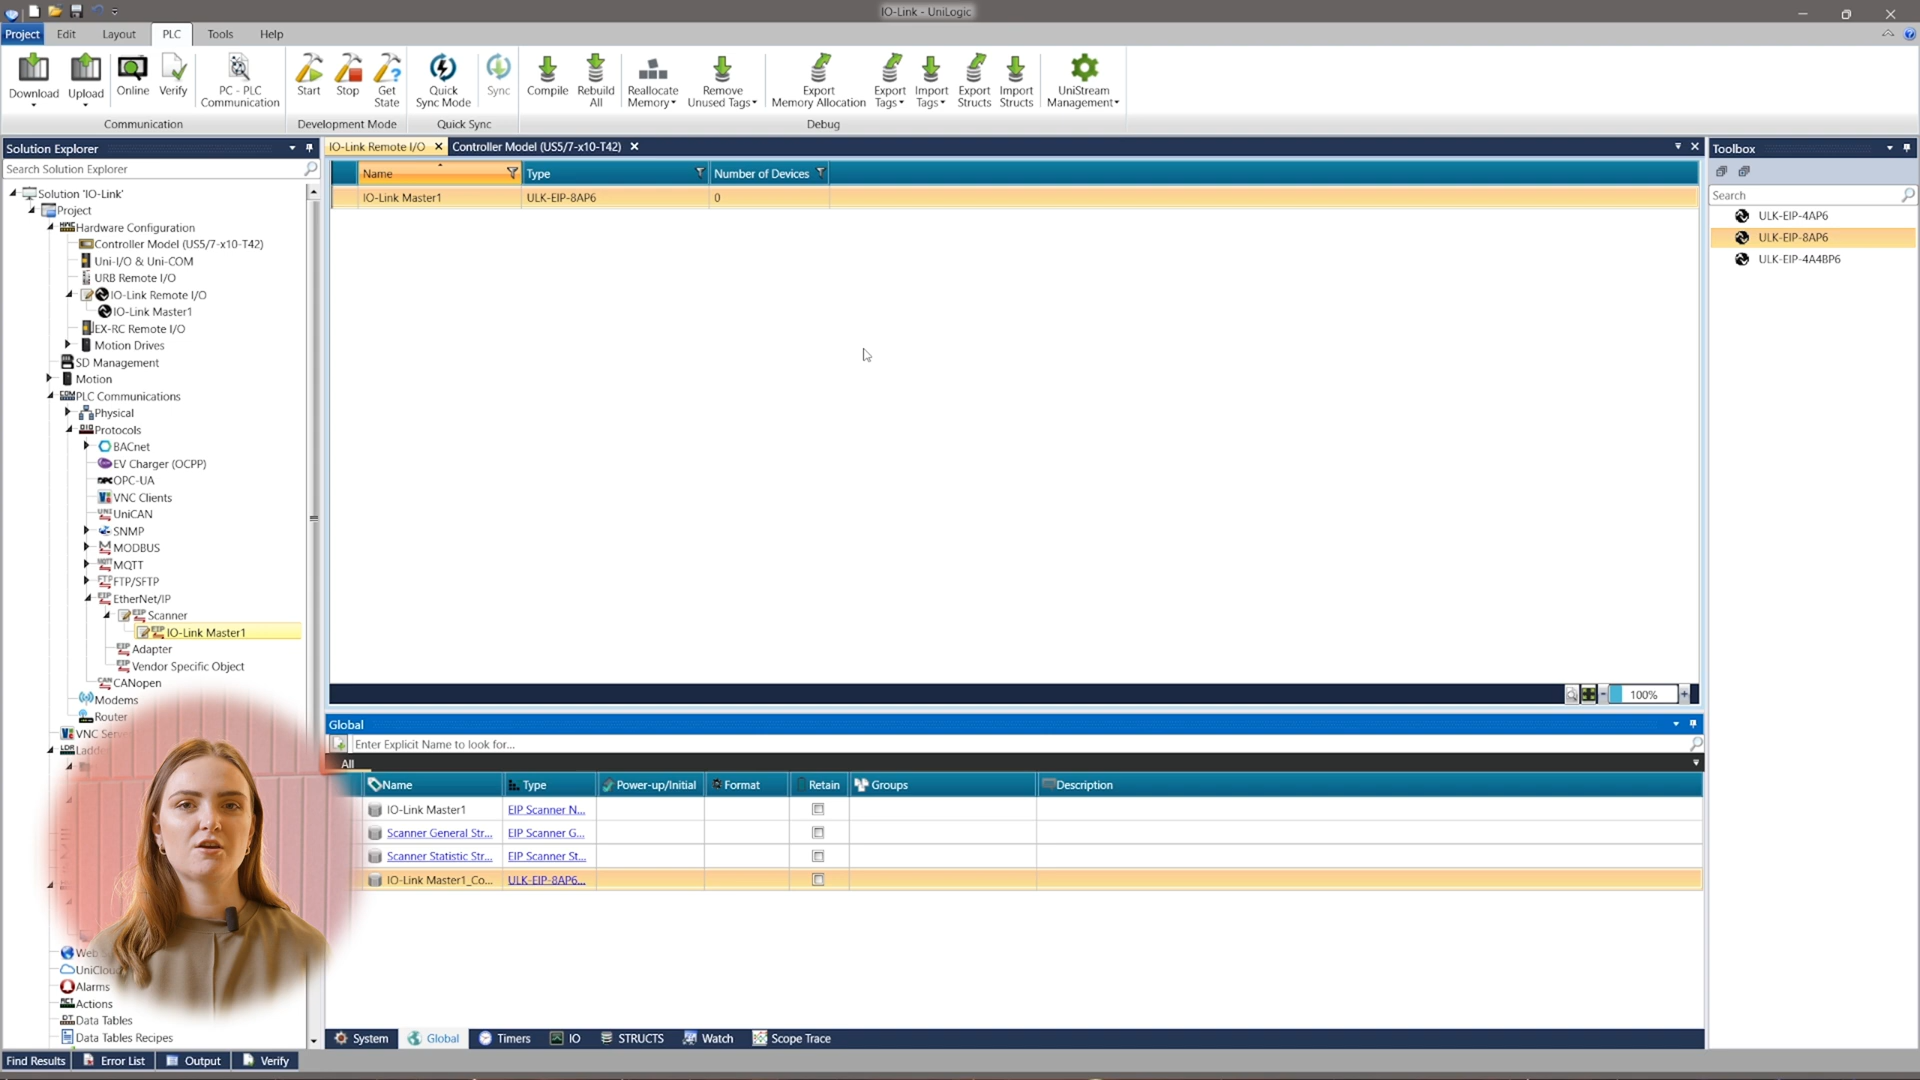 IO-Link - UniLogic
Project Edit Layout PLC Tools Help
Download Upload Online Verify PC - PLC Communication Start Stop Get State Quick Sync Mode Sync Compile Rebuild All Reallocate Memory Remove Unused Tags Export Memory Allocation Export Tags Import Tags Export Structs Import Structs UniStream Management
Communication Development Mode Quick Sync Debug
Solution Explorer
Search Solution Explorer
Solution 'IO-Link'
Project
Hardware Configuration
Controller Model (US5/7-x10-T42)
Uni-I/O & Uni-COM
URB Remote I/O
IO-Link Remote I/O
IO-Link Master1
EX-RC Remote I/O
Motion Drives
SD Management
Motion
PLC Communications
Physical
Protocols
BACnet
EV Charger (OCPP)
OPC-UA
VNC Clients
UniCAN
SNMP
MODBUS
MQTT
FTP/SFTP
EtherNet/IP
Scanner
IO-Link Master1
Adapter
Vendor Specific Object
CANopen
Modems
Router
VNC
UniClou
Alarms
Actions
Data Tables
Data Tables Recipes
IO-Link Remote I/O Controller Model (US5/7-x10-T42)
Name Type Number of Devices
IO-Link Master1 ULK-EIP-8AP6 0
100%
Global
Enter Explicit Name to look for...
All
Name Type Power-up/Initial Format Retain Groups Description
IO-Link Master1 EIP Scanner N...
Scanner General Str... EIP Scanner G...
Scanner Statistic Str... EIP Scanner St...
IO-Link Master1_Co... ULK-EIP-8AP6...
System Global Timers IO STRUCTS Watch Scope Trace
Toolbox
Search
ULK-EIP-4AP6
ULK-EIP-8AP6
ULK-EIP-4A4BP6
Find Results Error List Output Verify